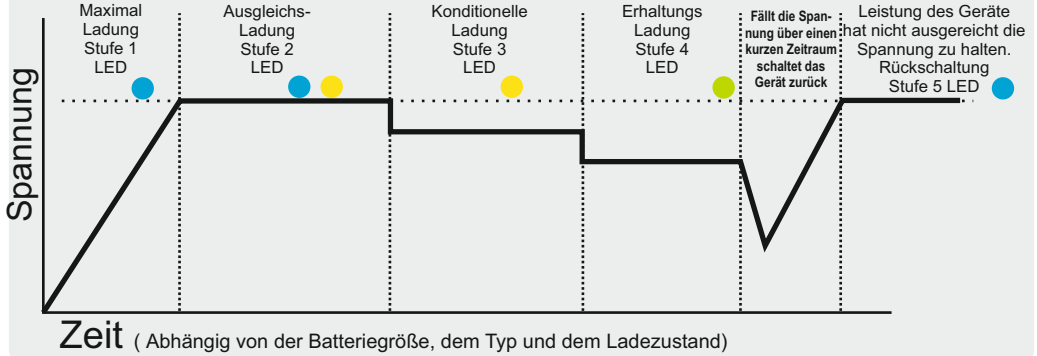 Maximal
Ladung
Stufe 1
LED
Ausgleichs-
Ladung
Stufe 2
LED
Konditionelle
Ladung
Stufe 3
LED
Erhaltungs
Ladung
Stufe 4
LED
Fällt die Span-
nung über einen
kurzen Zeitraum
schaltet das
Gerät zurück
Leistung des Geräte
hat nicht ausgereicht die
Spannung zu halten.
Rückschaltung
Stufe 5 LED
Spannung
Zeit ( Abhängig von der Batteriegröße, dem Typ und dem Ladezustand)